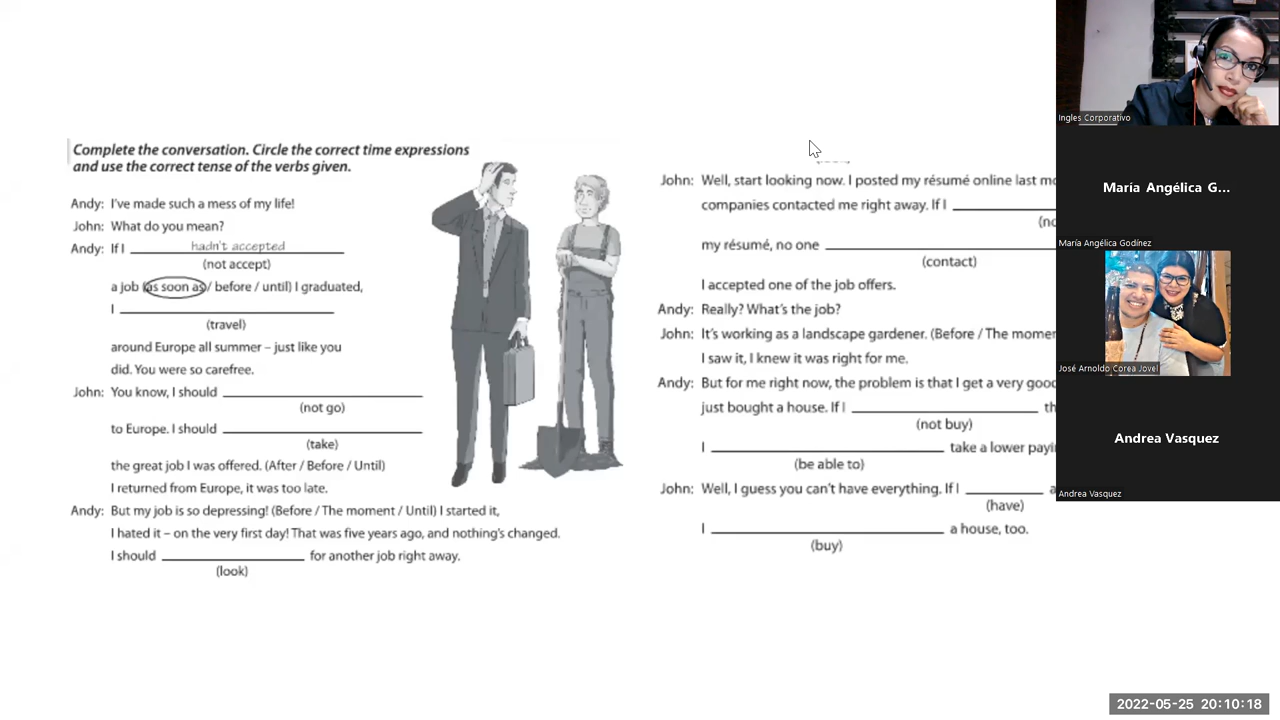 Complete the conversation. Circle the correct time expressions
and use the correct tense of the verbs given.
Andy: I've made such a mess of my life!
John: What do you mean?
Andy: If I hadn't accepted
(not accept)
a job (as soon as / before / until) I graduated,
I
(travel)
around Europe all summer – just like you
did. You were so carefree.
John: You know, I should
(not go)
to Europe. I should
(take)
the great job I was offered. (After / Before / Until)
I returned from Europe, it was too late.
Andy: But my job is so depressing! (Before / The moment / Until) I started it,
I hated it – on the very first day! That was five years ago, and nothing's changed.
I should for another job right away.
(look)
John: Well, start looking now. I posted my résumé online last
companies contacted me right away. If I
my résumé, no one
(contact)
I accepted one of the job offers.
Andy: Really? What's the job?
John: It's working as a landscape gardener. (Before / The
I saw it, I knew it was right for me.
Andy: But for me right now, the problem is that I get a very
just bought a house. If I
(not buy)
I take a lower
(be able to)
John: Well, I guess you can't have everything. If I
(have)
I a house, too.
(buy)
Ingles Corporativo
María Angélica G...
María Angélica Godínez
José Arnoldo Corea Jovel
Andrea Vasquez
Andrea Vasquez
2022-05-25 20:10:18